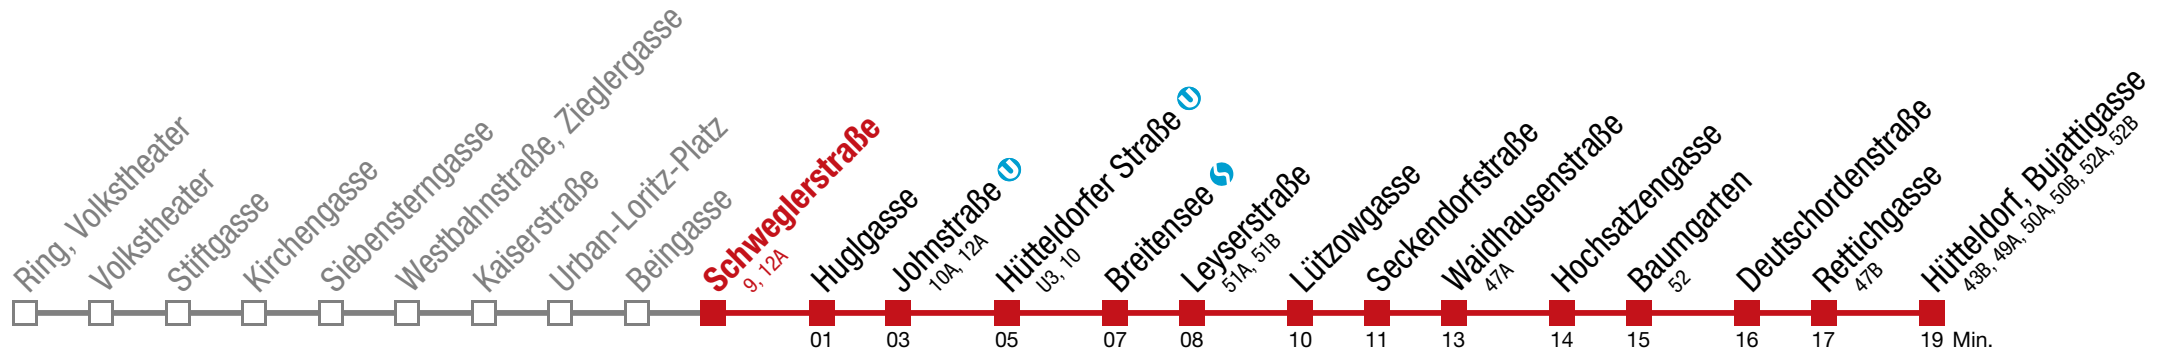 Ring, Volkstheater
Volkstheater
Stiftgasse
Kirchengasse
Siebensterngasse
Westbahnstraße, Zieglergasse
Kaiserstraße
Urban-Loritz-Platz
Beingasse
Schweglerstraße
9, 12A
Huglgasse
Johnstraße U
10A, 12A
Hütteldorfer Straße U
U3, 10
Breitensee S
Leyserstraße
51A, 51B
Lützowgasse
Seckendorfstraße
Waidhausenstraße
47A
Hochsatzengasse
Baumgarten
52
Deutschordenstraße
Rettichgasse
47B
Hütteldorf, Bujattigasse
43B, 49A, 50A, 50B, 52A, 52B
01 03 05 07 08 10 11 13 14 15 16 17 19 Min.